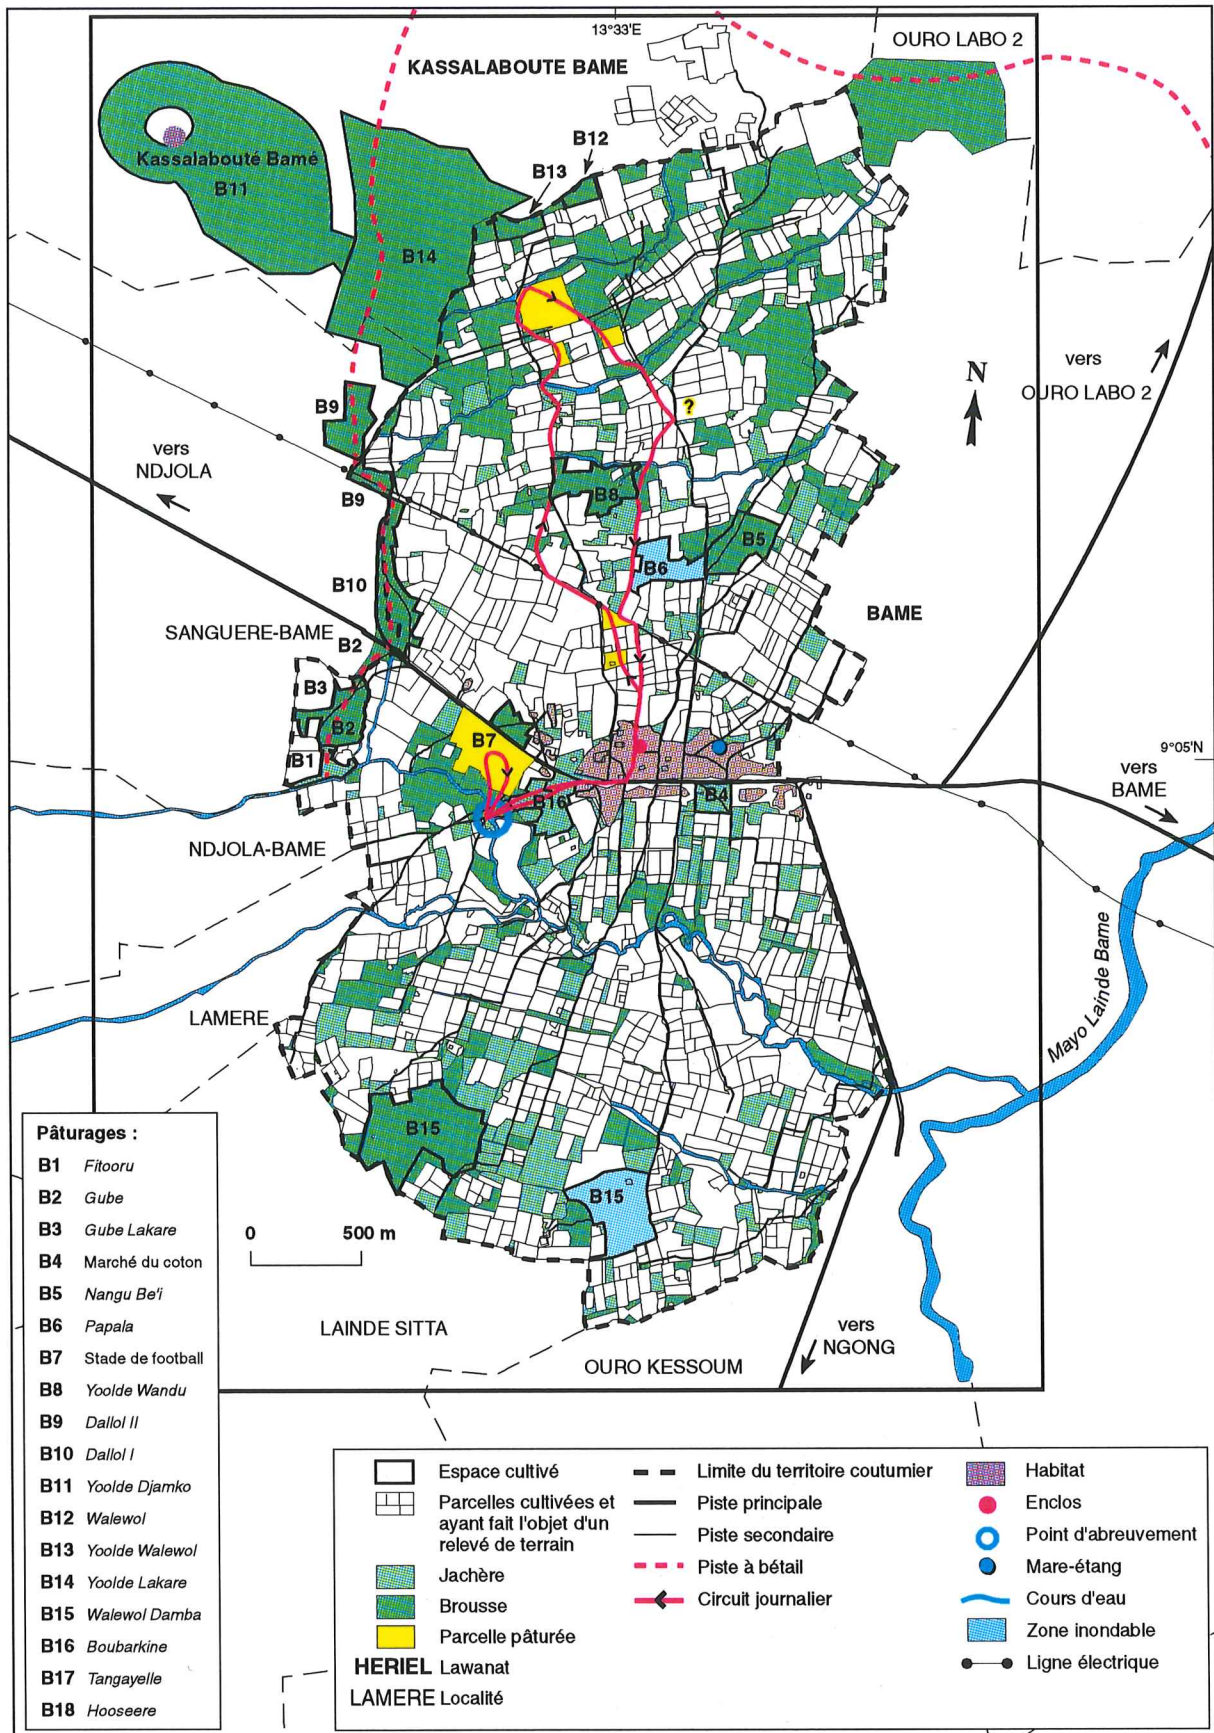 13°33'E
OURO LABO 2
KASSALABOUTE BAME
B12
Kassalabouté Bamé
B13
B11
B14
vers
OURO LABO 2
N
B9
?
vers
NDJOLA
B8
B9
B5
B6
B10
BAME
SANGUERE-BAME
B2
B3
B2
B7
B1
9°05'N
vers
BAME
B16
B4
NDJOLA-BAME
Mayo Lainde Bame
LAMERE
B15
B15
0 500 m
vers
NGONG
LAINDE SITTA
OURO KESSOUM
Pâturages :
B1 Fitooru
B2 Gube
B3 Gube Lakare
B4 Marché du coton
B5 Nangu Be'i
B6 Papala
B7 Stade de football
B8 Yoolde Wandu
B9 Dallol II
B10 Dallol I
B11 Yoolde Djamko
B12 Walewol
B13 Yoolde Walewol
B14 Yoolde Lakare
B15 Walewol Damba
B16 Boubarkine
B17 Tangayelle
B18 Hooseere
Espace cultivé
Parcelles cultivées et
ayant fait l'objet d'un
relevé de terrain
Jachère
Brousse
Parcelle pâturée
HERIEL Lawanat
LAMERE Localité
Limite du territoire coutumier
Piste principale
Piste secondaire
Piste à bétail
Circuit journalier
Habitat
Enclos
Point d'abreuvement
Mare-étang
Cours d'eau
Zone inondable
Ligne électrique